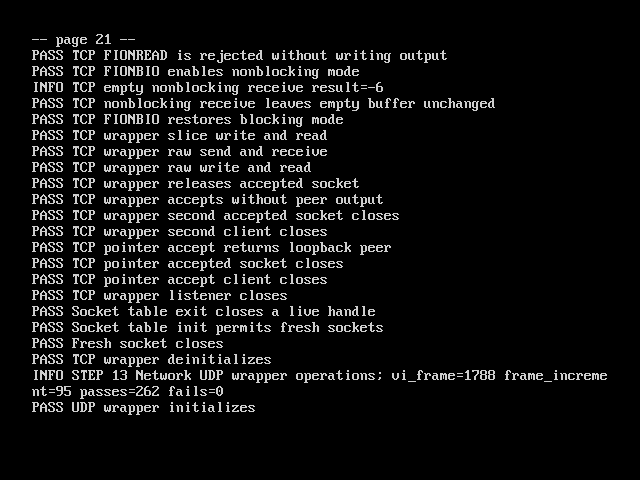 -- page 21 --
PASS TCP FIONREAD is rejected without writing output
PASS TCP FIONBIO enables nonblocking mode
INFO TCP empty nonblocking receive result=-6
PASS TCP nonblocking receive leaves empty buffer unchanged
PASS TCP FIONBIO restores blocking mode
PASS TCP wrapper slice write and read
PASS TCP wrapper raw send and receive
PASS TCP wrapper raw write and read
PASS TCP wrapper releases accepted socket
PASS TCP wrapper accepts without peer output
PASS TCP wrapper second accepted socket closes
PASS TCP wrapper second client closes
PASS TCP pointer accept returns loopback peer
PASS TCP pointer accepted socket closes
PASS TCP pointer accept client closes
PASS TCP wrapper listener closes
PASS Socket table exit closes a live handle
PASS Socket table init permits fresh sockets
PASS Fresh socket closes
PASS TCP wrapper deinitializes
INFO STEP 13 Network UDP wrapper operations; vi_frame=1788 frame_increme
nt=95 passes=262 fails=0
PASS UDP wrapper initializes